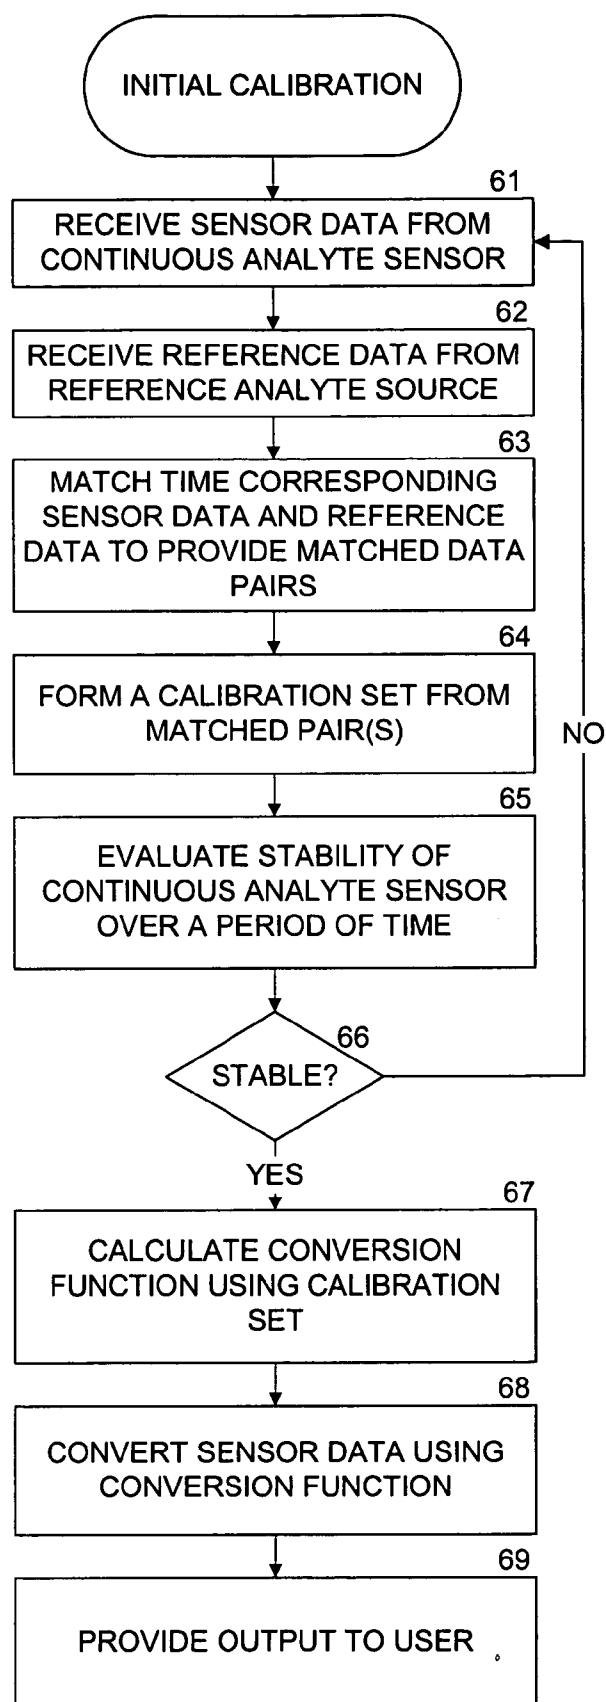 INITIAL CALIBRATION
61
RECEIVE SENSOR DATA FROM
CONTINUOUS ANALYTE SENSOR
62
RECEIVE REFERENCE DATA FROM
REFERENCE ANALYTE SOURCE
63
MATCH TIME CORRESPONDING
SENSOR DATA AND REFERENCE
DATA TO PROVIDE MATCHED DATA
PAIRS
64
FORM A CALIBRATION SET FROM
MATCHED PAIR(S)
NO
65
EVALUATE STABILITY OF
CONTINUOUS ANALYTE SENSOR
OVER A PERIOD OF TIME
66
STABLE?
YES
67
CALCULATE CONVERSION
FUNCTION USING CALIBRATION
SET
68
CONVERT SENSOR DATA USING
CONVERSION FUNCTION
69
PROVIDE OUTPUT TO USER